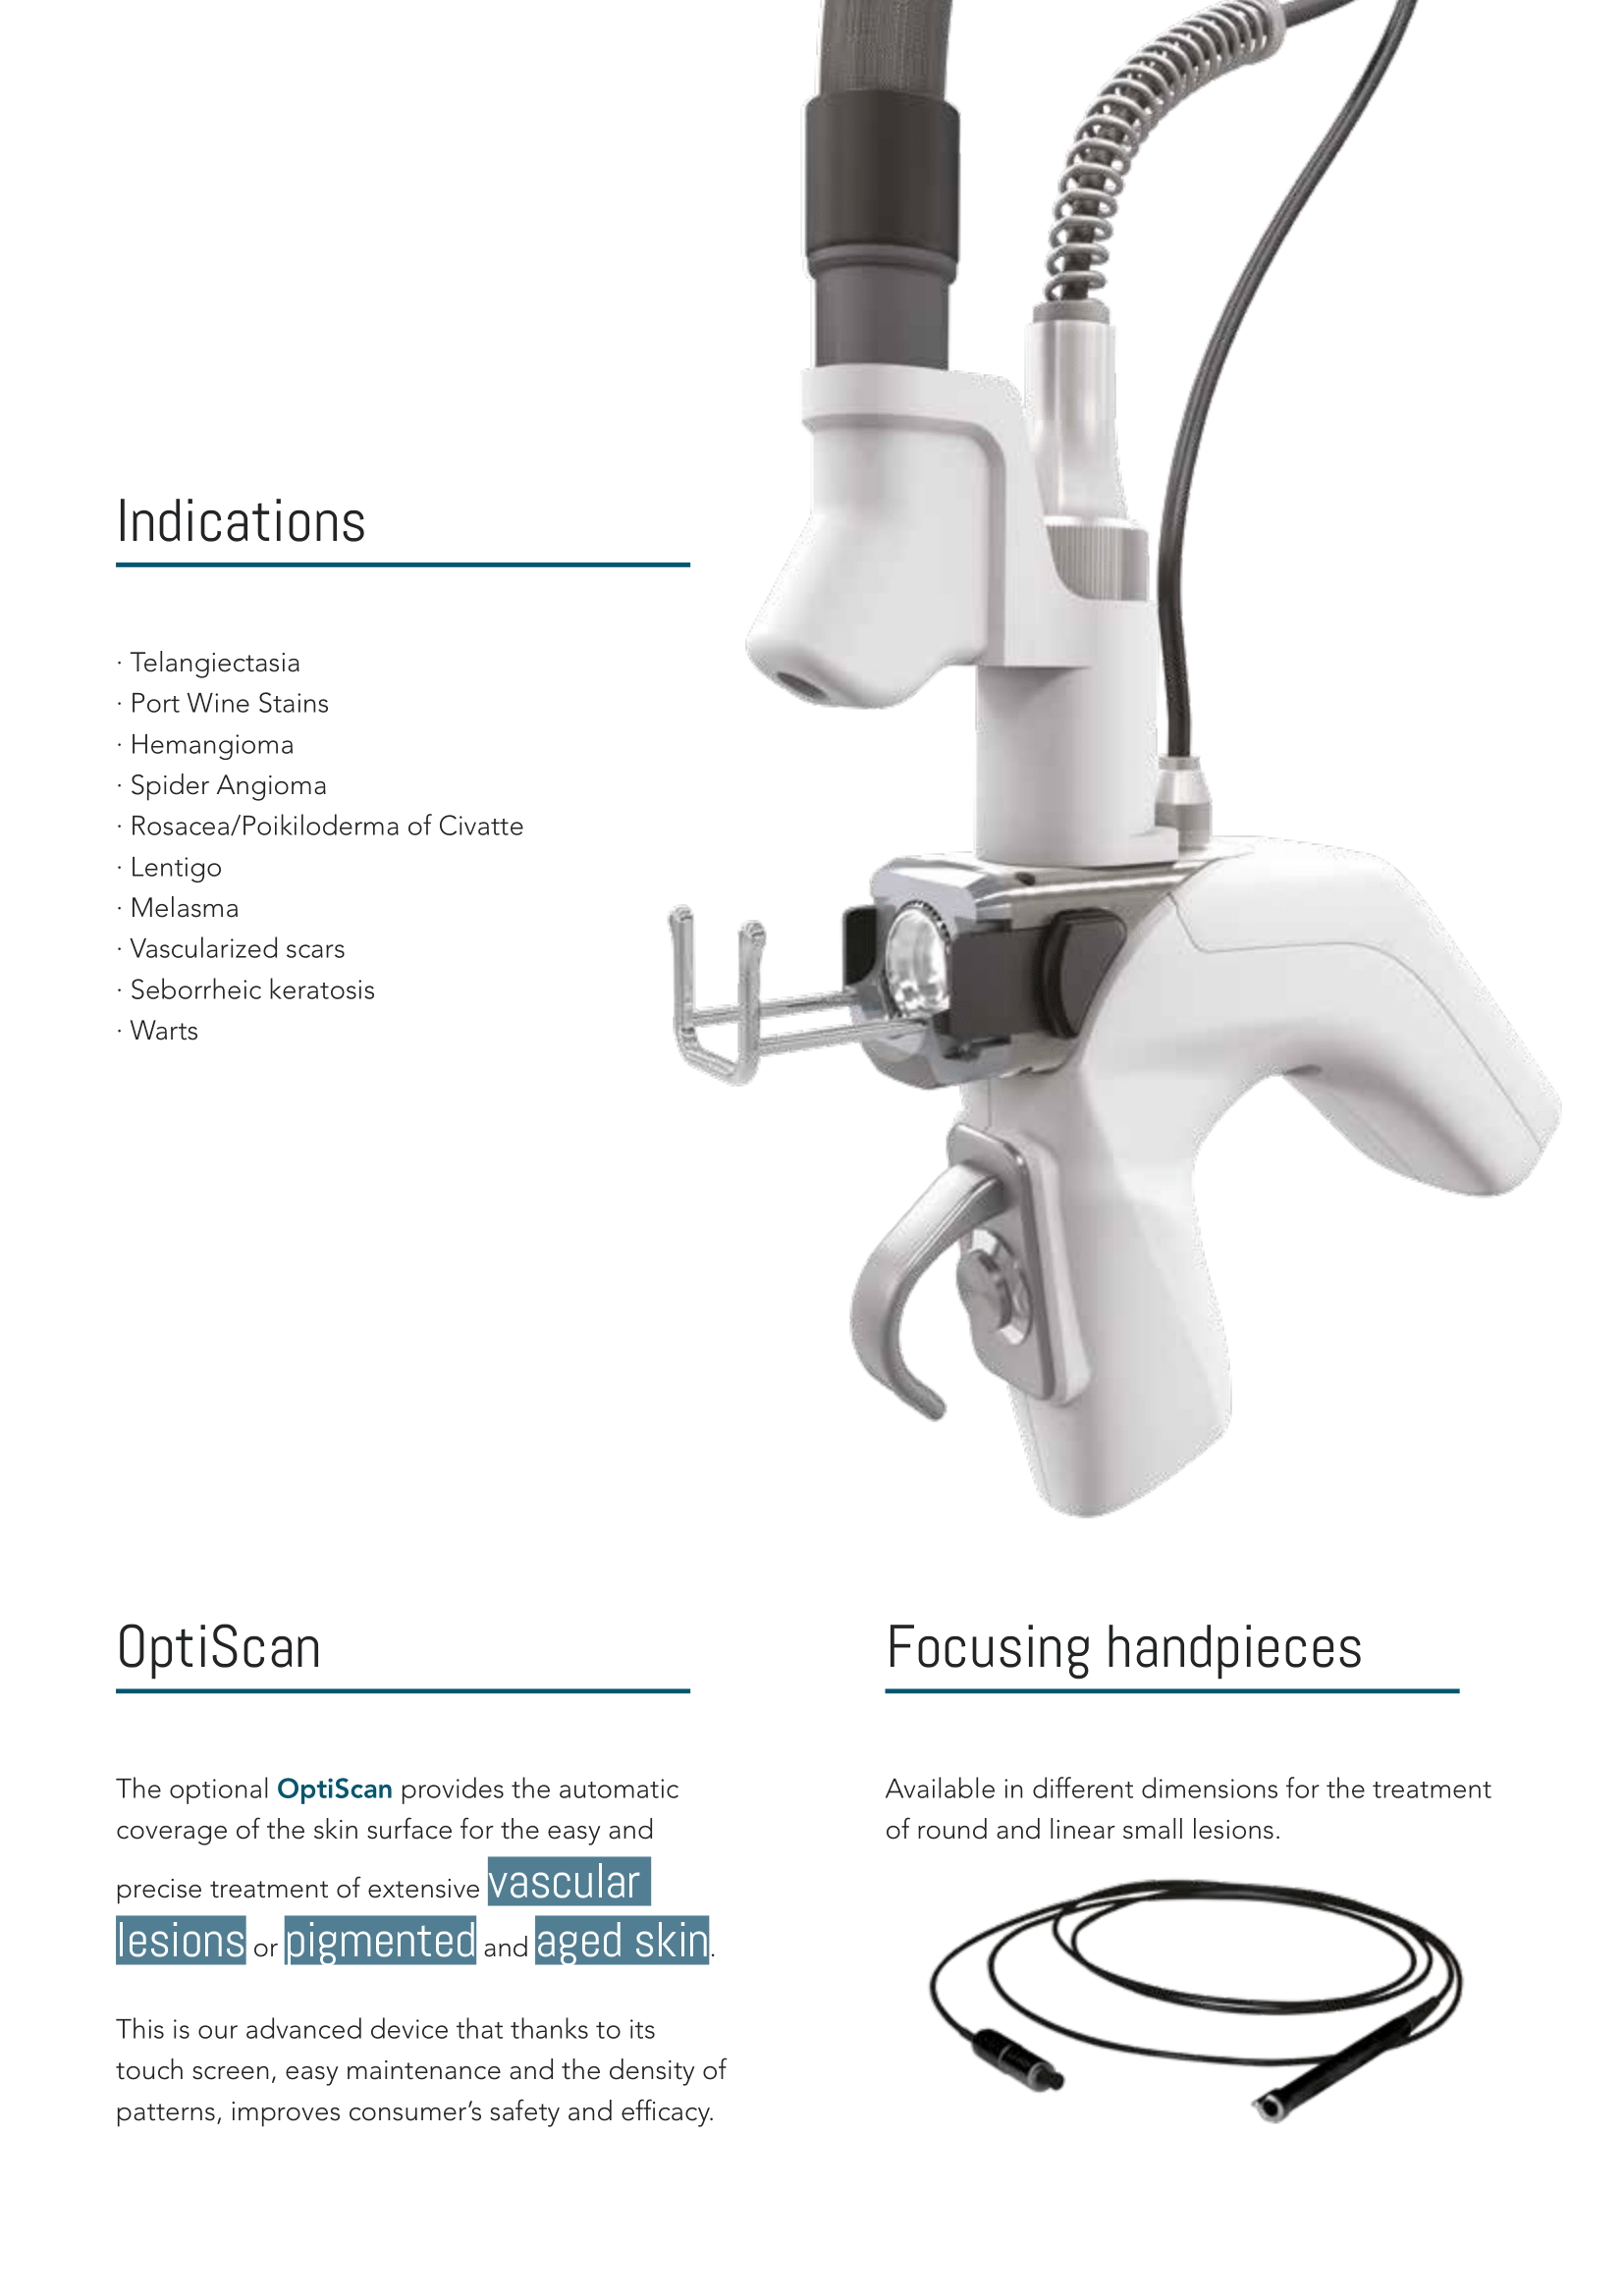 Indications
· Telangiectasia
· Port Wine Stains
· Hemangioma
· Spider Angioma
· Rosacea/Poikiloderma of Civatte
· Lentigo
· Melasma
· Vascularized scars
· Seborrheic keratosis
· Warts
OptiScan
The optional OptiScan provides the automatic
coverage of the skin surface for the easy and
precise treatment of extensive vascular
lesions or pigmented and aged skin.
This is our advanced device that thanks to its
touch screen, easy maintenance and the density of
patterns, improves consumer’s safety and efficacy.
Focusing handpieces
Available in different dimensions for the treatment
of round and linear small lesions.